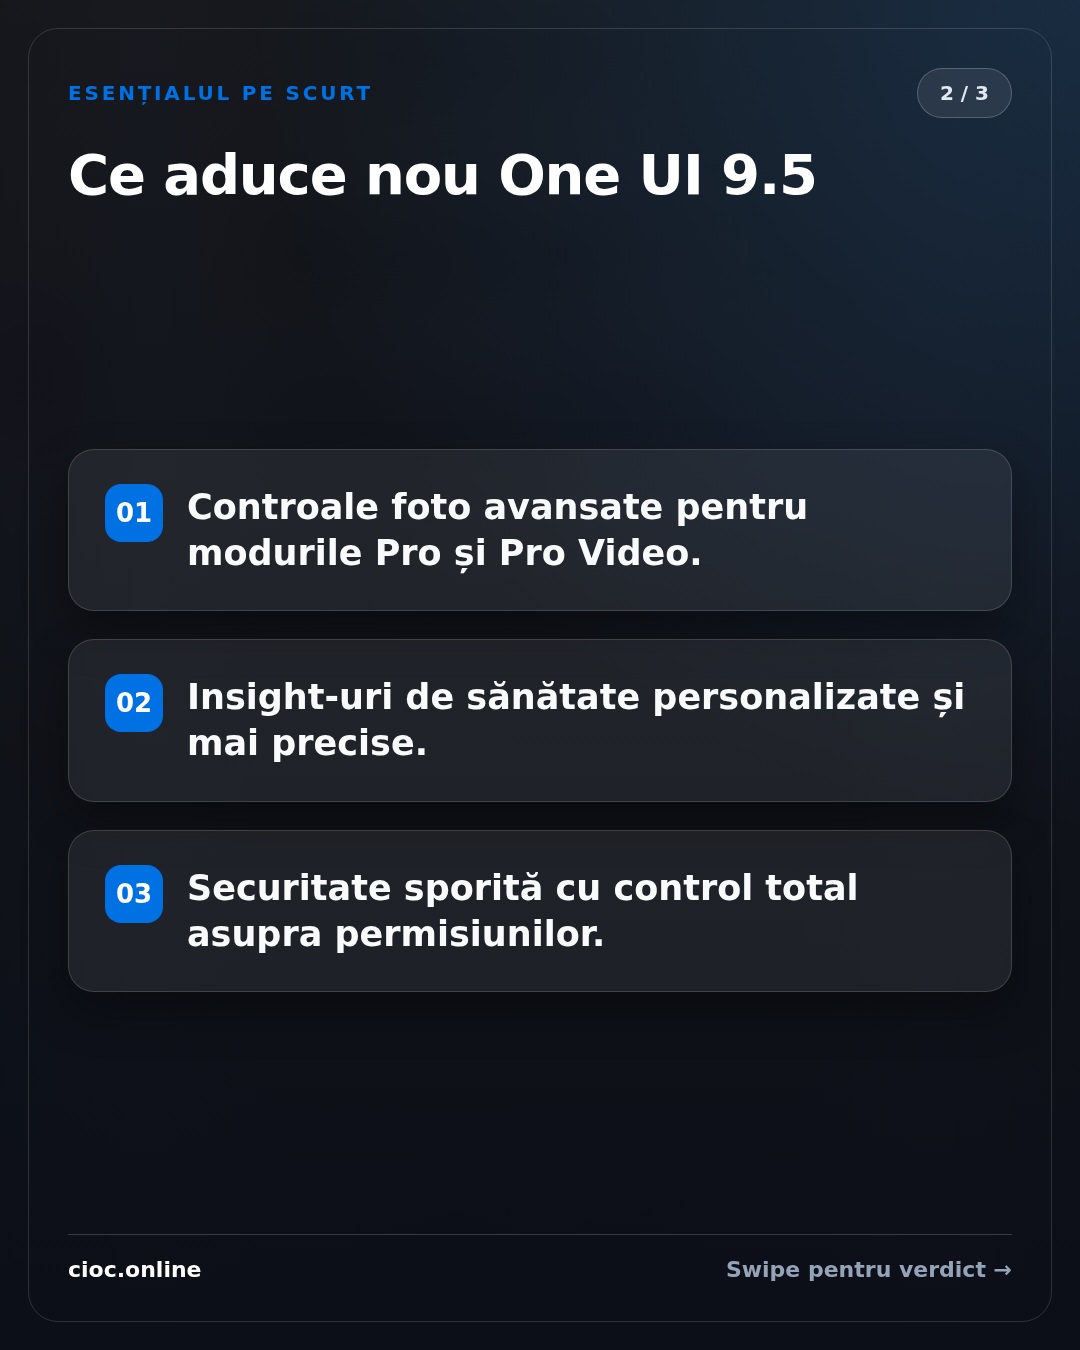 ESENȚIALUL PE SCURT
2 / 3
Ce aduce nou One UI 9.5
01
Controale foto avansate pentru
modurile Pro și Pro Video.
02
Insight-uri de sănătate personalizate și
mai precise.
03
Securitate sporită cu control total
asupra permisiunilor.
cioc.online
Swipe pentru verdict →